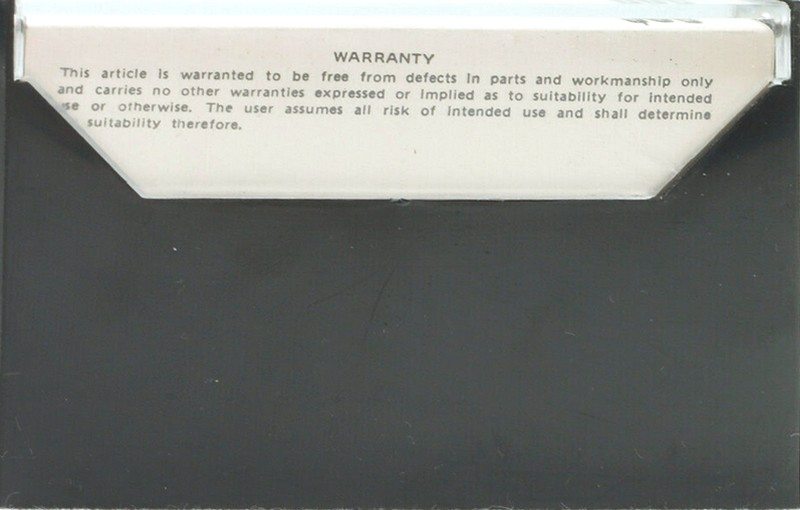 WARRANTY
This article is warranted to be free from defects in parts and workmanship only
and carries no other warranties expressed or implied as to suitability for intended
or otherwise. The user assumes all risk of intended use and shall determine
suitability therefore.